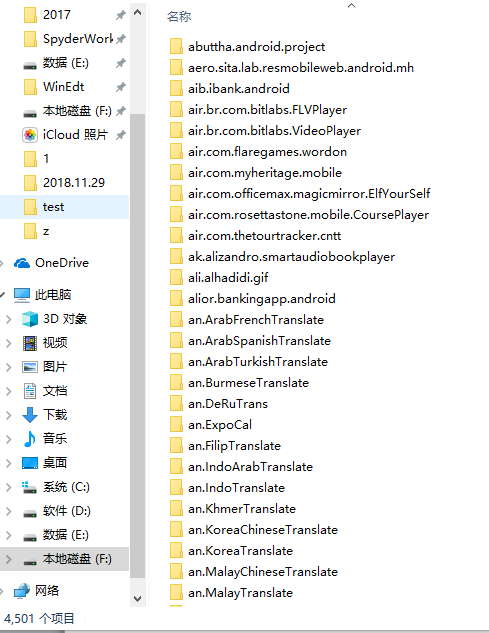 2017
SpyderWork
数据 (E:)
WinEdt
本地磁盘 (F:)
iCloud 照片
1
2018.11.29
test
z
OneDrive
此电脑
3D 对象
视频
图片
文档
下载
音乐
桌面
系统 (C:)
软件 (D:)
数据 (E:)
本地磁盘 (F:)
网络
名称
abuttha.android.project
aero.sita.lab.resmobileweb.android.mh
aib.ibank.android
air.br.com.bitlabs.FLVPlayer
air.br.com.bitlabs.VideoPlayer
air.com.flaregames.wordon
air.com.myheritage.mobile
air.com.officemax.magicmirror.ElfYourSelf
air.com.rosettastone.mobile.CoursePlayer
air.com.thetourtracker.cntt
ak.alizandro.smartaudiobookplayer
ali.alhadidi.gif
alior.bankingapp.android
an.ArabFrenchTranslate
an.ArabSpanishTranslate
an.ArabTurkishTranslate
an.BurmeseTranslate
an.DeRuTrans
an.ExpoCal
an.FilipTranslate
an.IndoArabTranslate
an.IndoTranslate
an.KhmerTranslate
an.KoreaChineseTranslate
an.KoreaTranslate
an.MalayChineseTranslate
an.MalayTranslate
4,501 个项目